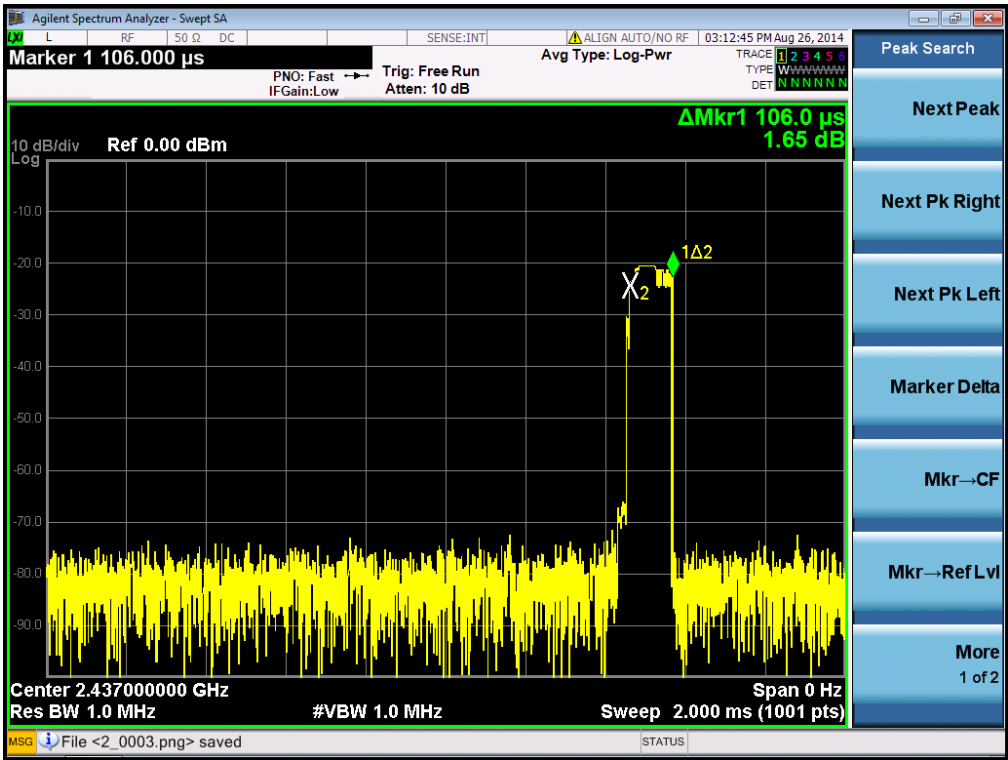 Agilent Spectrum Analyzer - Swept SA
LXI L RF 50 Ω DC SENSE:INT ALIGN AUTO/NO RF 03:12:45 PM Aug 26, 2014
Marker 1 106.000 µs
PNO: Fast
IFGain:Low
Trig: Free Run
Atten: 10 dB
Avg Type: Log-Pwr
TRACE 1 2 3 4 5 6
TYPE WWWWWW
DET N N N N N N
ΔMkr1 106.0 µs
1.65 dB
10 dB/div Ref 0.00 dBm
Log
-10.0
-20.0
-30.0
-40.0
-50.0
-60.0
-70.0
-80.0
-90.0
1Δ2
X2
Center 2.437000000 GHz
Span 0 Hz
Res BW 1.0 MHz
#VBW 1.0 MHz
Sweep 2.000 ms (1001 pts)
MSG File <2_0003.png> saved
STATUS
Peak Search
Next Peak
Next Pk Right
Next Pk Left
Marker Delta
Mkr→CF
Mkr→Ref Lvl
More
1 of 2